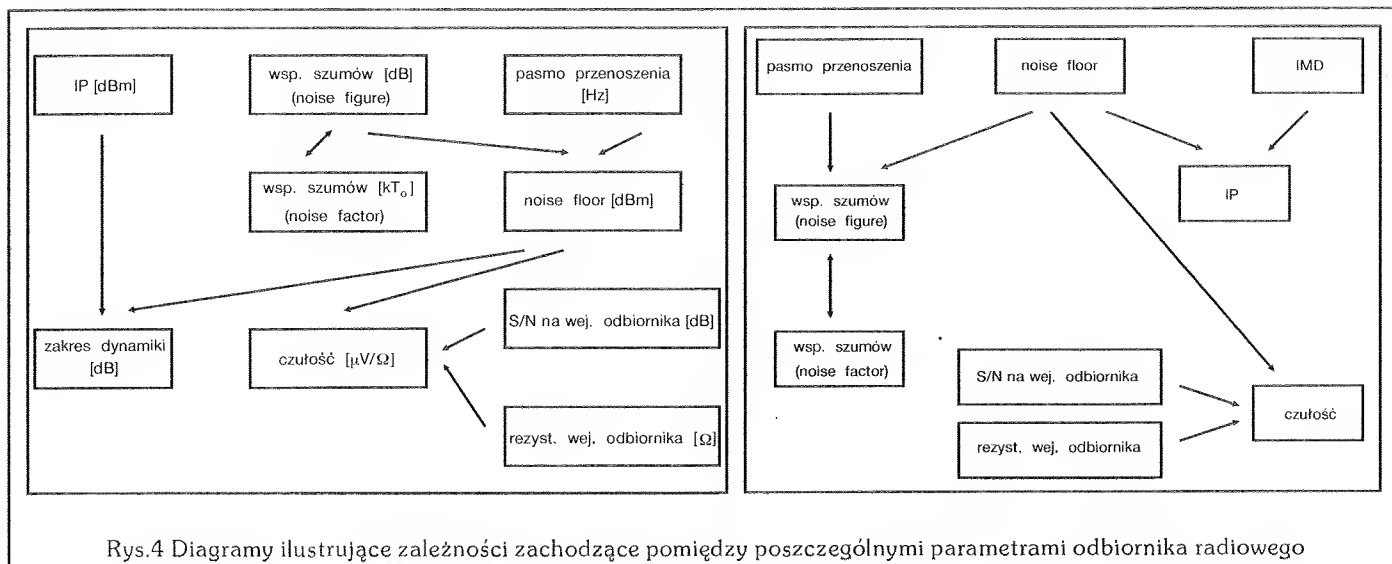 IP [dBm]
wsp. szumów [dB]
(noise figure)
pasmo przenoszenia
[Hz]
wsp. szumów [kT₀]
(noise factor)
noise floor [dBm]
zakres dynamiki
[dB]
czułość [μV/Ω]
S/N na wej. odbiornika [dB]
rezyst. wej. odbiornika [Ω]
pasmo przenoszenia
noise floor
IMD
wsp. szumów
(noise figure)
IP
wsp. szumów
(noise factor)
S/N na wej. odbiornika
rezyst. wej. odbiornika
czułość
Rys.4 Diagramy ilustrujące zależności zachodzące pomiędzy poszczególnymi parametrami odbiornika radiowego